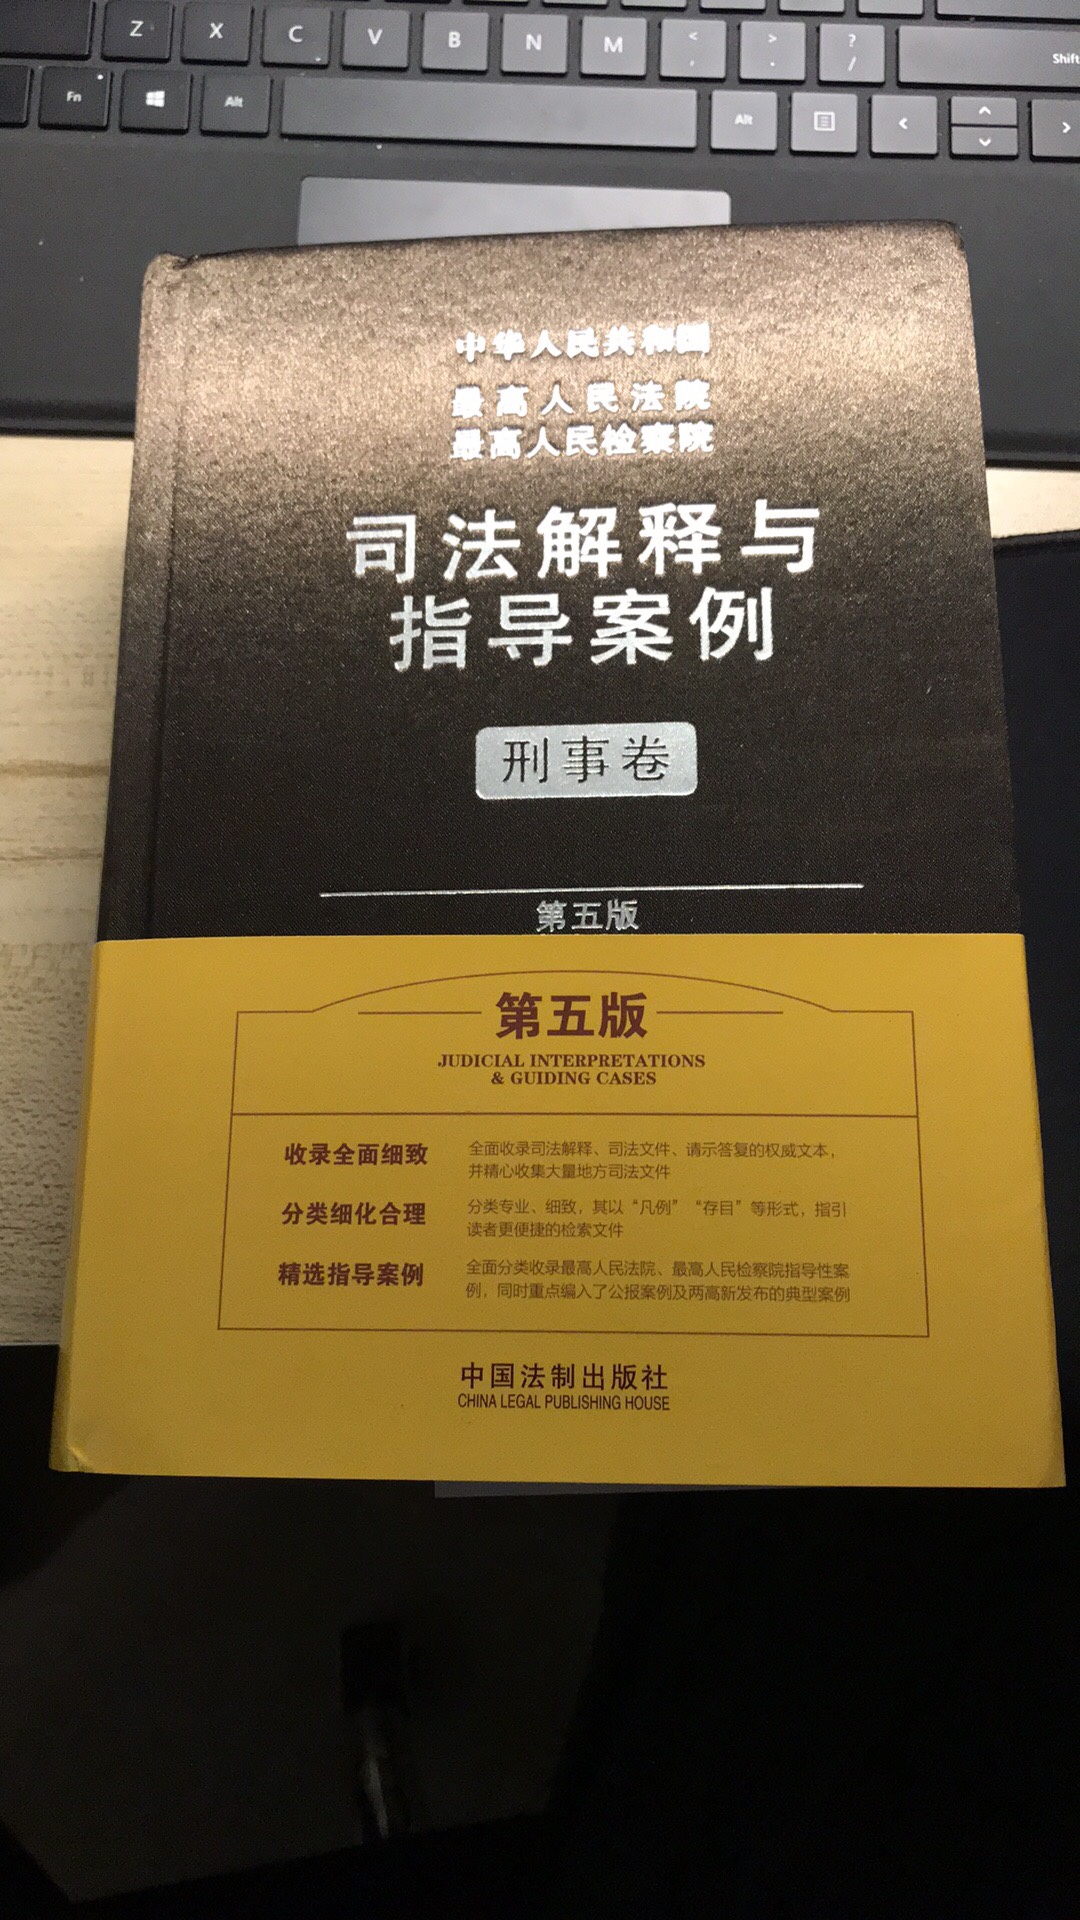 Z X C V B N M < , > . ? / Shift
Fn Alt Alt
中华人民共和国
最高人民法院
最高人民检察院
司法解释与
指导案例
刑事卷
第五版
第五版
JUDICIAL INTERPRETATIONS
& GUIDING CASES
收录全面细致
全面收录司法解释、司法文件、请示答复的权威文本，
并精心收集大量地方司法文件
分类细化合理
分类专业、细致，其以“凡例”“存目”等形式，指引
读者更便捷的检索文件
精选指导案例
全面分类收录最高人民法院、最高人民检察院指导性案
例，同时重点编入了公报案例及两高新发布的典型案例
中国法制出版社
CHINA LEGAL PUBLISHING HOUSE